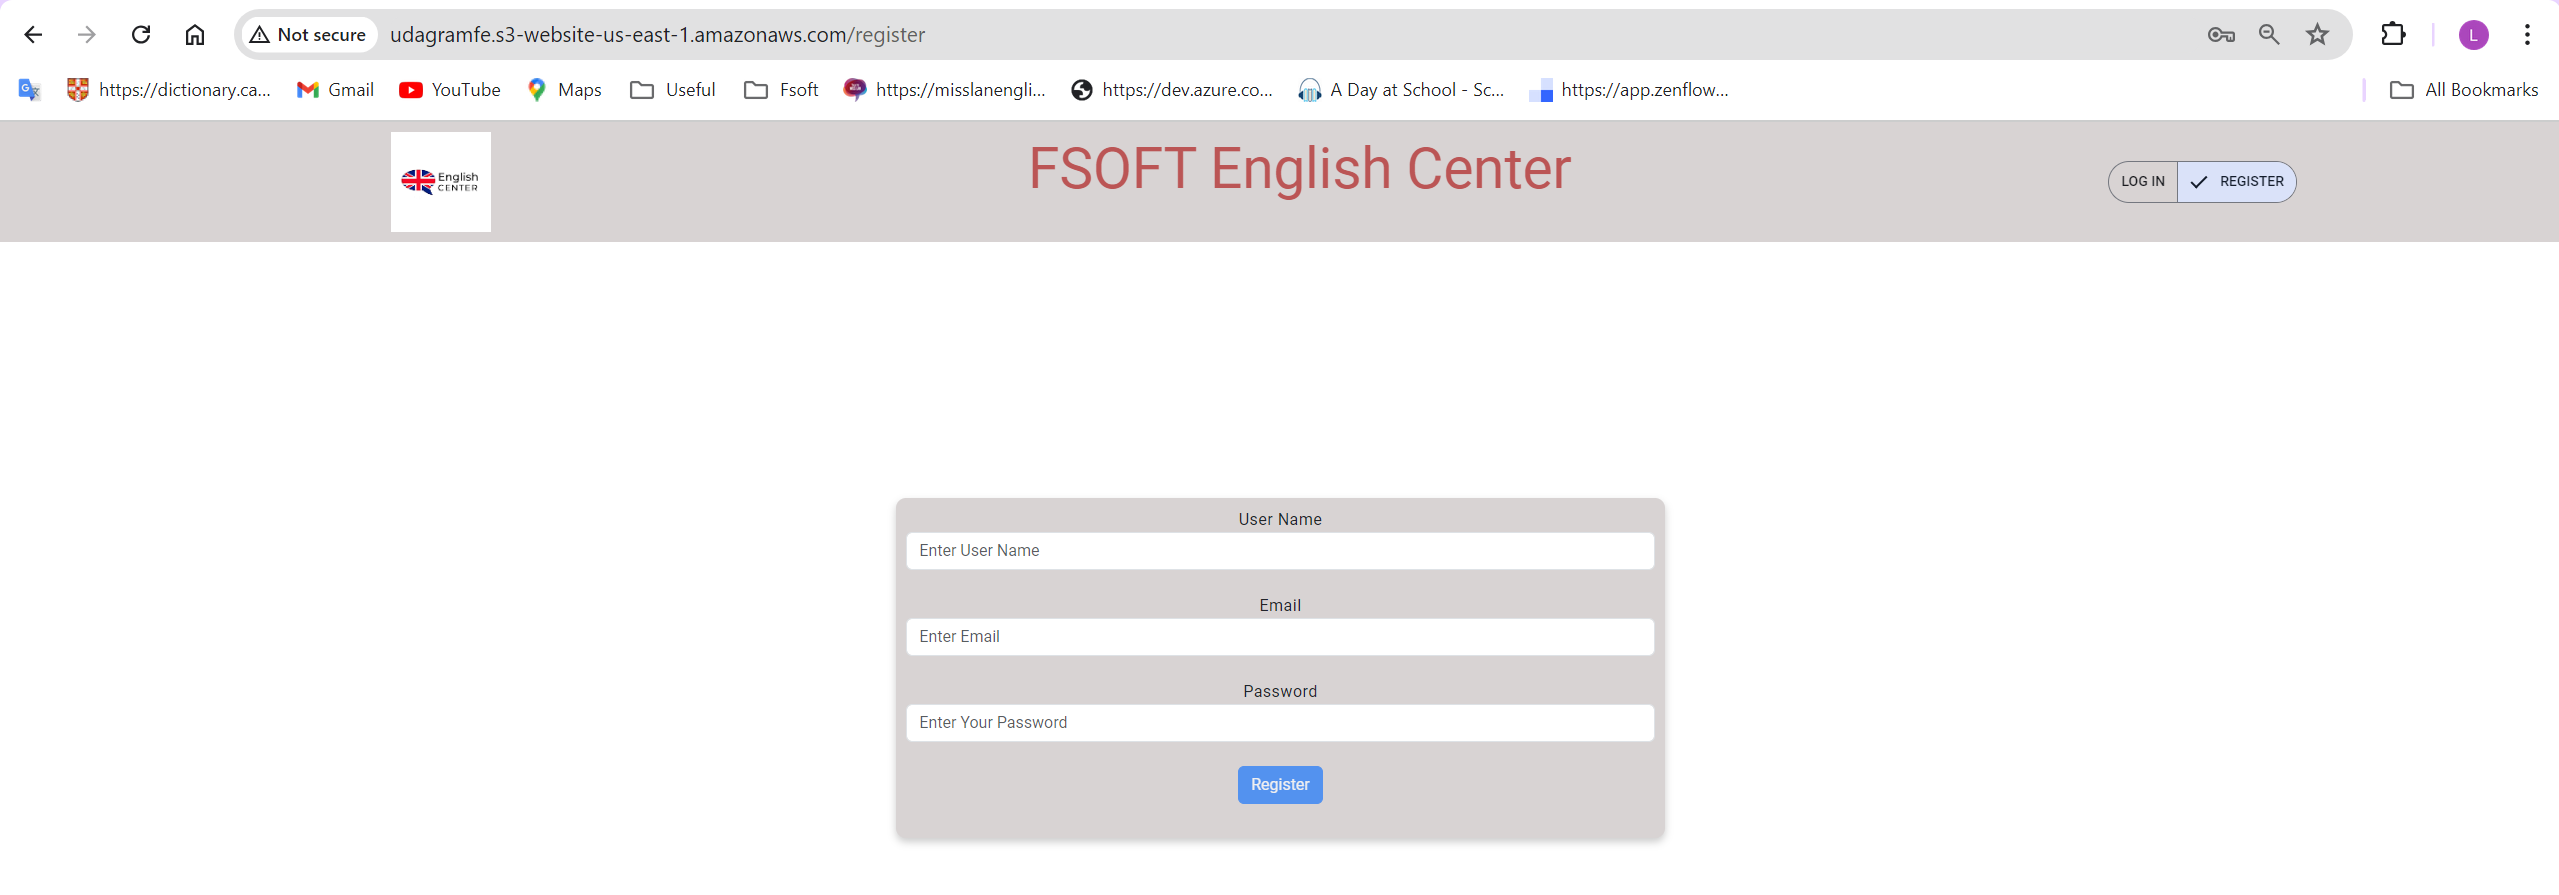 Not secure
udagramfe.s3-website-us-east-1.amazonaws.com/register
L
https://dictionary.ca...
Gmail
YouTube
Maps
Useful
Fsoft
https://misslanengli...
https://dev.azure.co...
A Day at School - Sc...
https://app.zenflow...
All Bookmarks
English
CENTER
FSOFT English Center
LOG IN
REGISTER
User Name
Enter User Name
Email
Enter Email
Password
Enter Your Password
Register